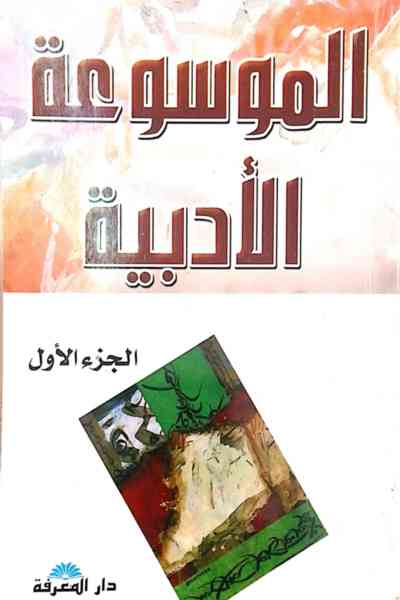 الموسوعة
الأدبية
الجزء الأول
دار المعرفة